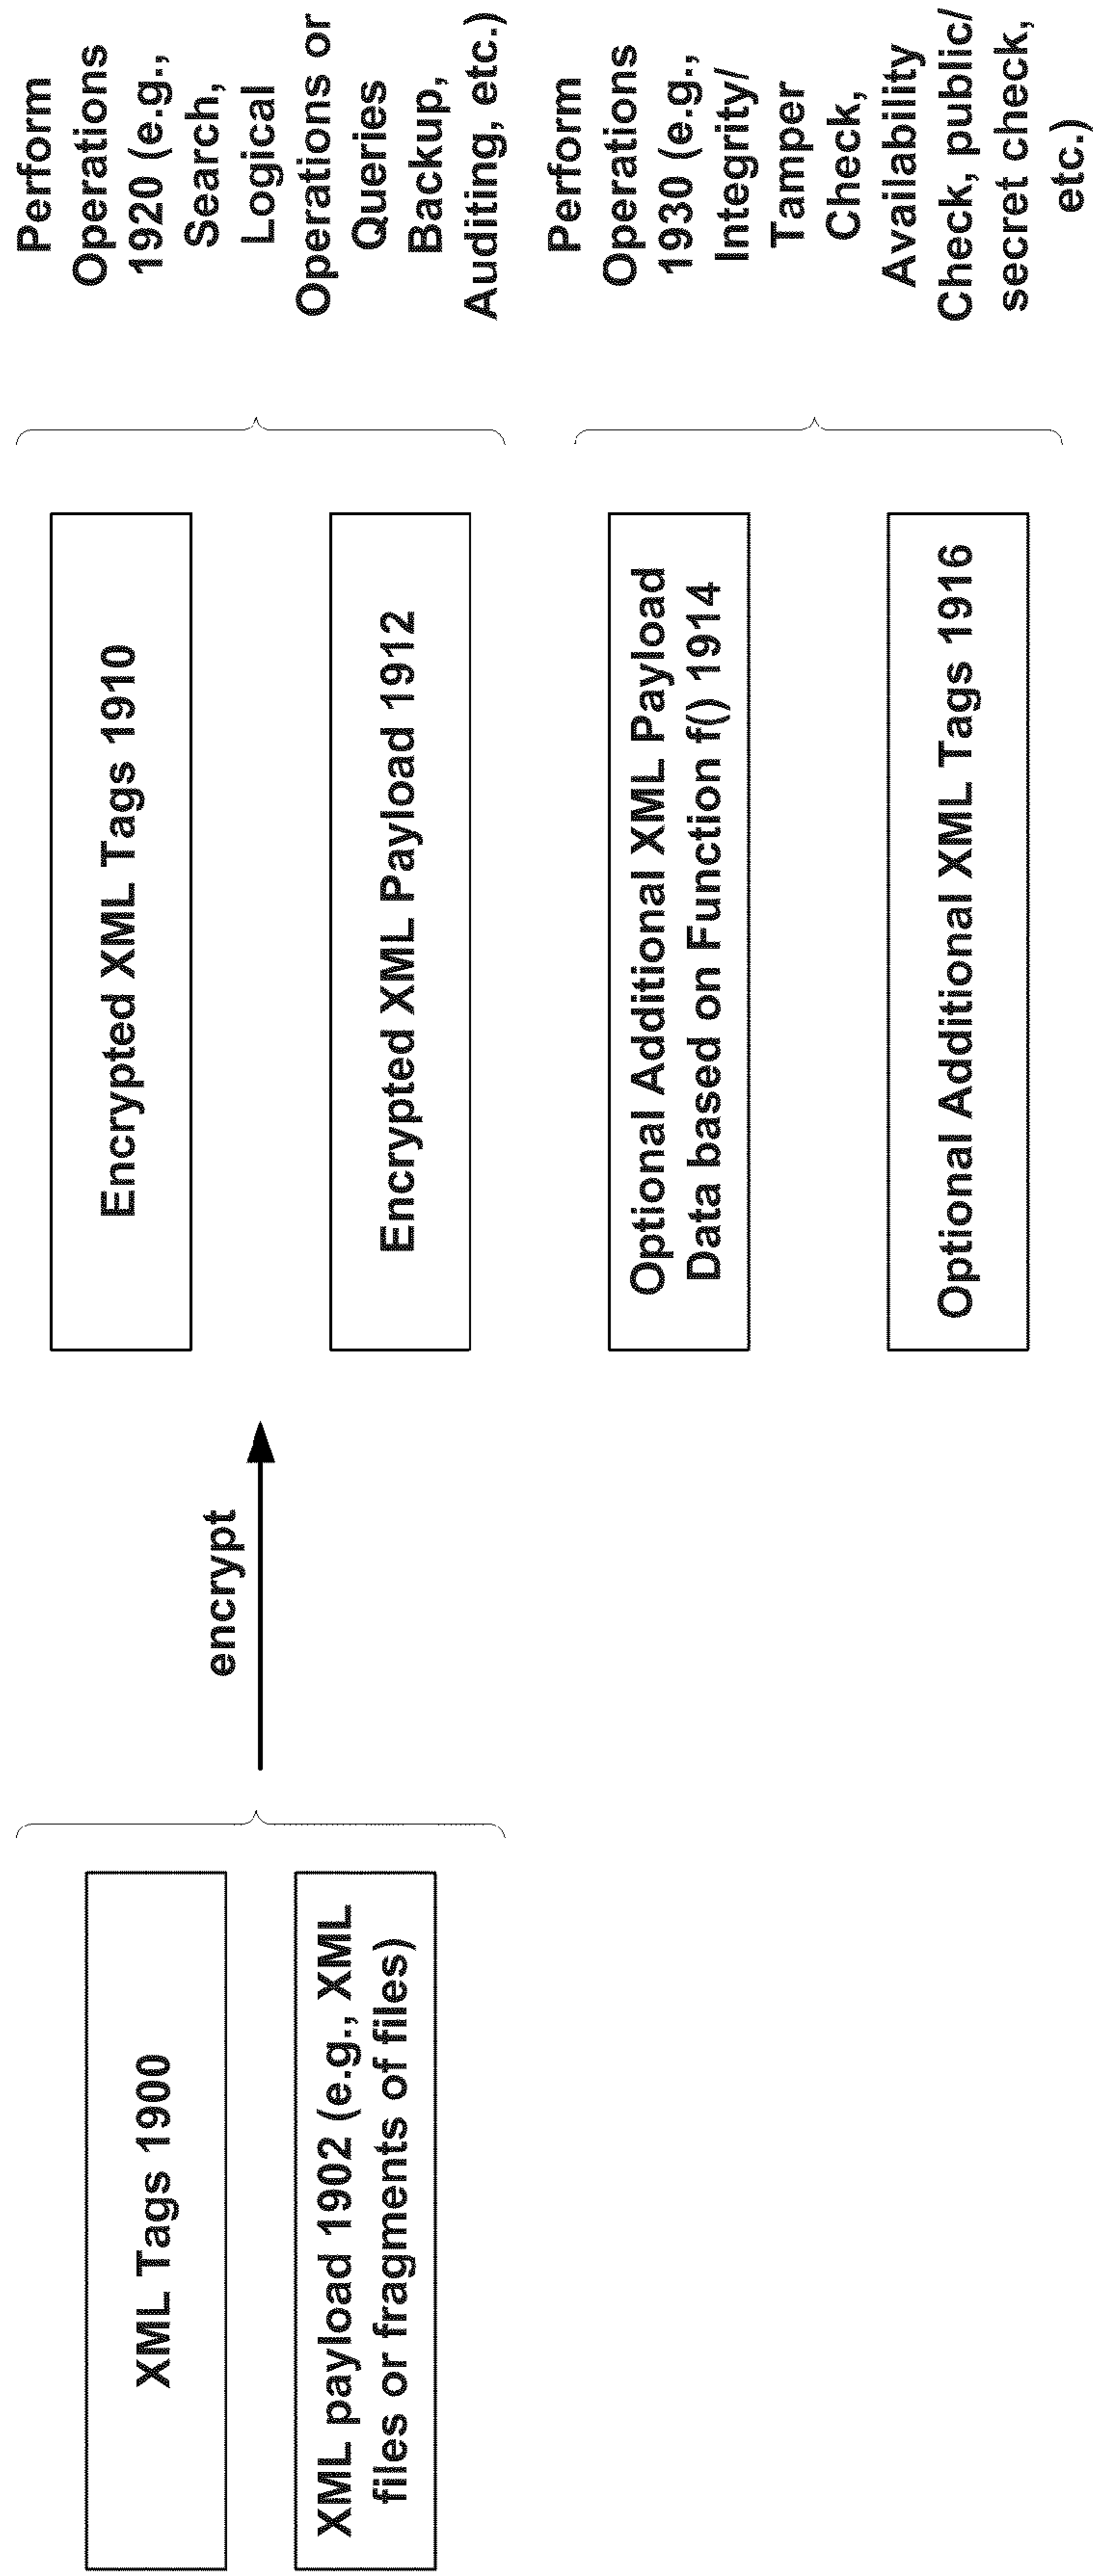 XML Tags 1900
XML payload 1902 (e.g., XML
files or fragments of files)
encrypt
Encrypted XML Tags 1910
Encrypted XML Payload 1912
Optional Additional XML Payload
Data based on Function f() 1914
Optional Additional XML Tags 1916
Perform
Operations
1920 (e.g.,
Search,
Logical
Operations or
Queries
Backup,
Auditing, etc.)
Perform
Operations
1930 (e.g.,
Integrity/
Tamper
Check,
Availability
Check, public/
secret check,
etc.)